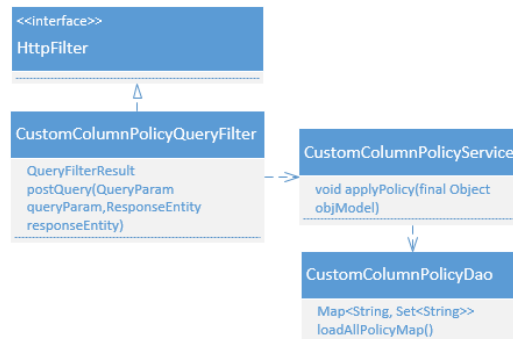 <<interface>>
HttpFilter
CustomColumnPolicyQueryFilter
QueryFilterResult
postQuery(QueryParam
queryParam,ResponseEntity
responseEntity)
CustomColumnPolicyService
void applyPolicy(final Object
objModel)
CustomColumnPolicyDao
Map<String, Set<String>>
loadAllPolicyMap()